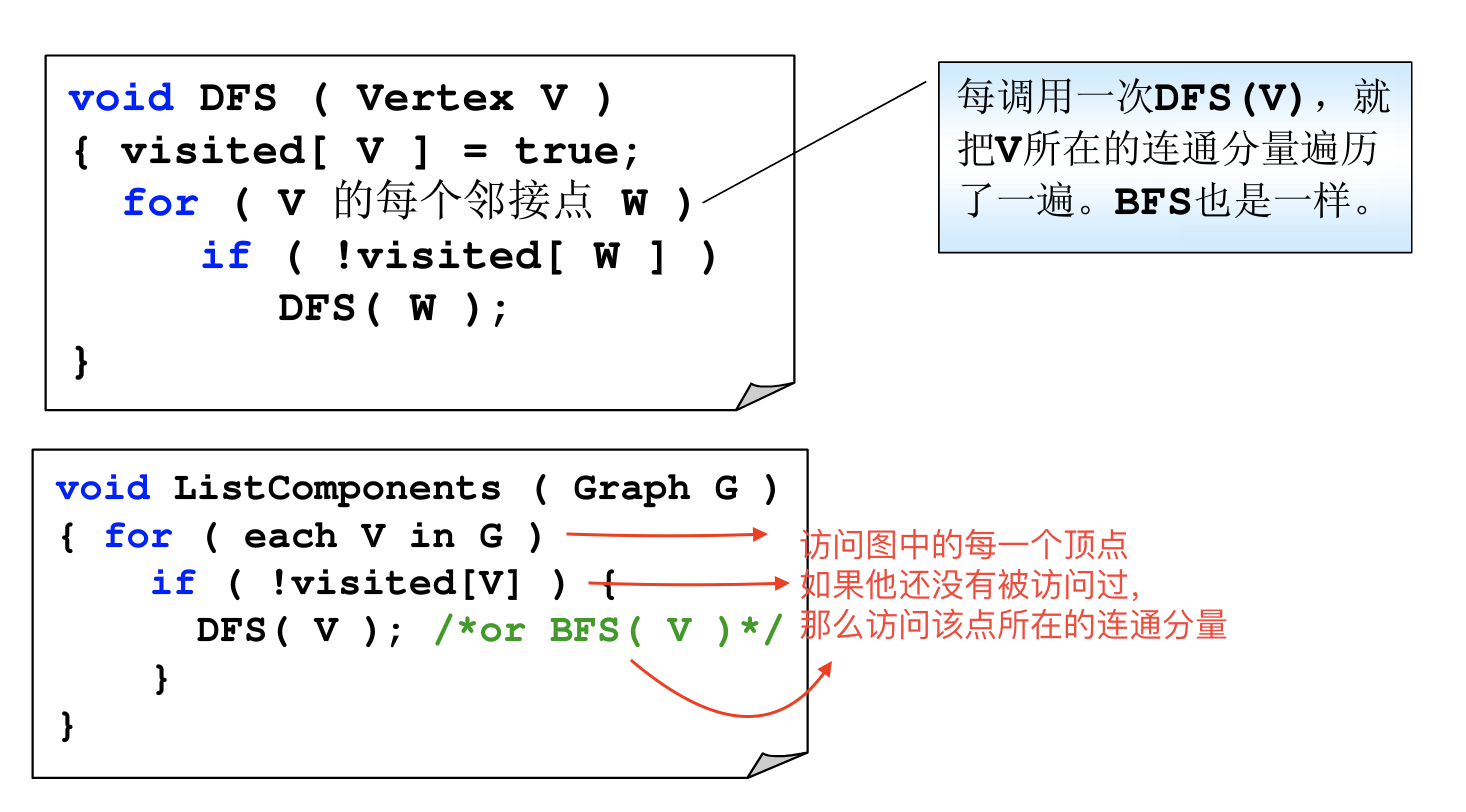 void DFS ( Vertex V )
{ visited[ V ] = true;
for ( V 的每个邻接点 W )
if ( !visited[ W ] )
DFS( W );
}
每调用一次DFS(V)，就
把V所在的连通分量遍历
了一遍。BFS也是一样。
void ListComponents ( Graph G )
{ for ( each V in G )
if ( !visited[V] ) {
DFS( V ); /*or BFS( V )*/
}
}
访问图中的每一个顶点
如果他还没有被访问过，
那么访问该点所在的连通分量